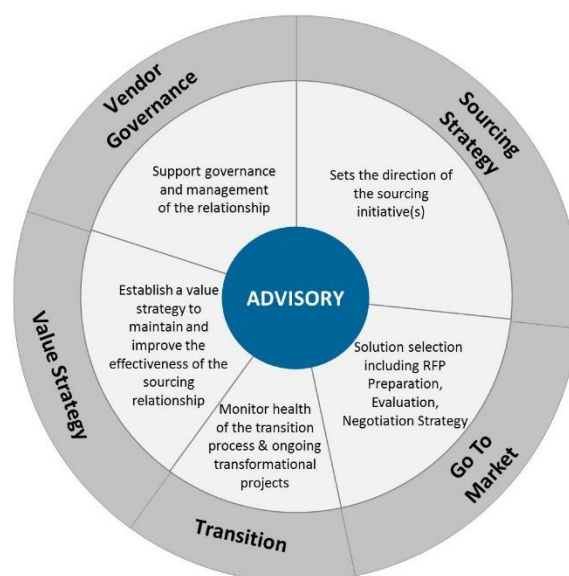 Vendor
Governance
Sourcing
Strategy
Support governance
and management
of the relationship
Sets the direction of
the sourcing
initiative(s)
ADVISORY
Establish a value
strategy to
maintain and
improve the
effectiveness of the
sourcing
relationship
Solution selection
including RFP
Preparation,
Evaluation,
Negotiation Strategy
Monitor health
of the transition
process & ongoing
transformational
projects
Value Strategy
Transition
Go To
Market